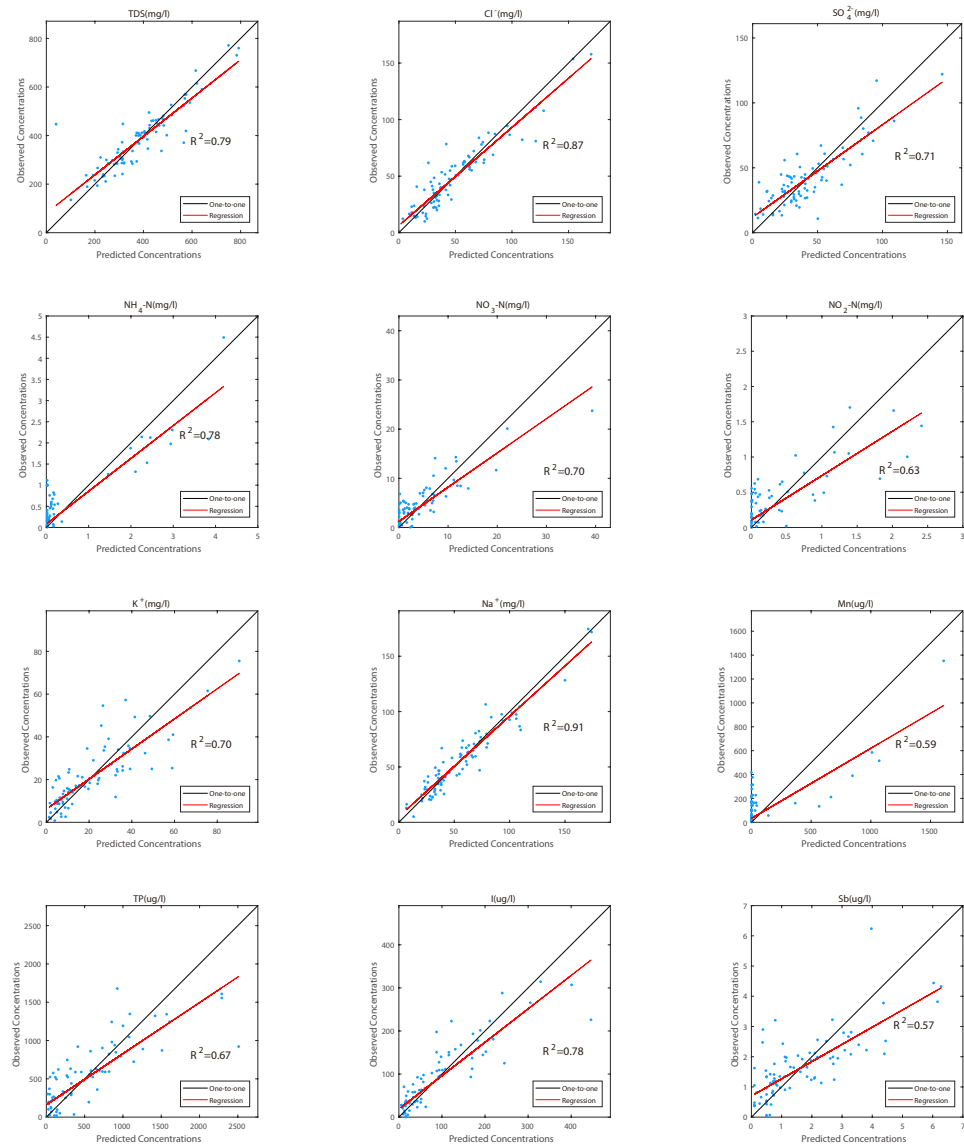 TDS(mg/l)
800
600
400
200
0
0 200 400 600 800
Observed Concentrations
Predicted Concentrations
R²=0.79
One-to-one
Regression
Cl⁻(mg/l)
150
100
50
0
0 50 100 150
Observed Concentrations
Predicted Concentrations
R²=0.87
One-to-one
Regression
SO₄²⁻(mg/l)
150
100
50
0
0 50 100 150
Observed Concentrations
Predicted Concentrations
R²=0.71
One-to-one
Regression
NH₄-N(mg/l)
5
4.5
4
3.5
3
2.5
2
1.5
1
0.5
0
0 1 2 3 4 5
Observed Concentrations
Predicted Concentrations
R²=0.78
One-to-one
Regression
NO₃-N(mg/l)
40
30
20
10
0
0 10 20 30 40
Observed Concentrations
Predicted Concentrations
R²=0.70
One-to-one
Regression
NO₂-N(mg/l)
3
2.5
2
1.5
1
0.5
0
0 0.5 1 1.5 2 2.5 3
Observed Concentrations
Predicted Concentrations
R²=0.63
One-to-one
Regression
K⁺(mg/l)
80
60
40
20
0
0 20 40 60 80
Observed Concentrations
Predicted Concentrations
R²=0.70
One-to-one
Regression
Na⁺(mg/l)
150
100
50
0
0 50 100 150
Observed Concentrations
Predicted Concentrations
R²=0.91
One-to-one
Regression
Mn(ug/l)
1600
1400
1200
1000
800
600
400
200
0
0 500 1000 1500
Observed Concentrations
Predicted Concentrations
R²=0.59
One-to-one
Regression
TP(ug/l)
2500
2000
1500
1000
500
0
0 500 1000 1500 2000 2500
Observed Concentrations
Predicted Concentrations
R²=0.67
One-to-one
Regression
I(ug/l)
400
300
200
100
0
0 100 200 300 400
Observed Concentrations
Predicted Concentrations
R²=0.78
One-to-one
Regression
Sb(ug/l)
7
6
5
4
3
2
1
0
0 1 2 3 4 5 6 7
Observed Concentrations
Predicted Concentrations
R²=0.57
One-to-one
Regression